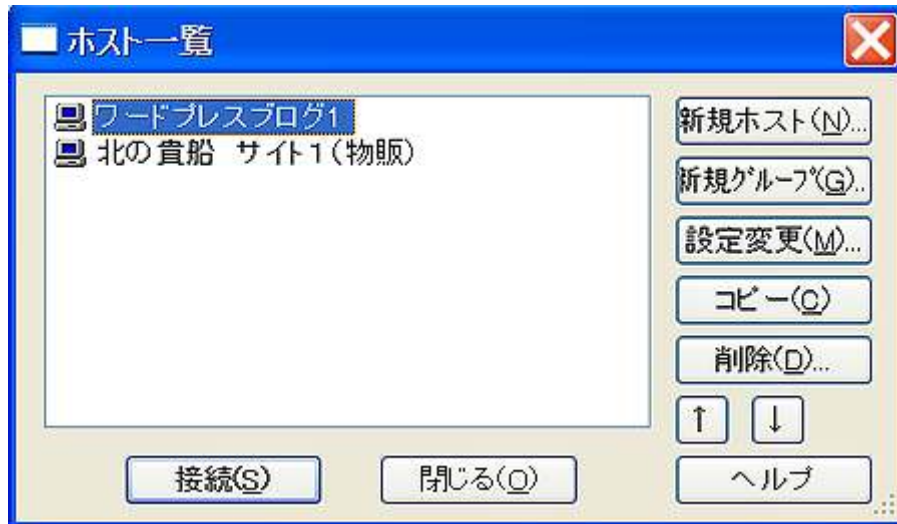 ホスト一覧
ワードプレスブログ1
北の貴船 サイト1(物販)
新規ホスト(N)...
新規グループ(G)..
設定変更(M)...
コピー(C)
削除(D)...
↑ ↓
接続(S) 閉じる(O) ヘルプ